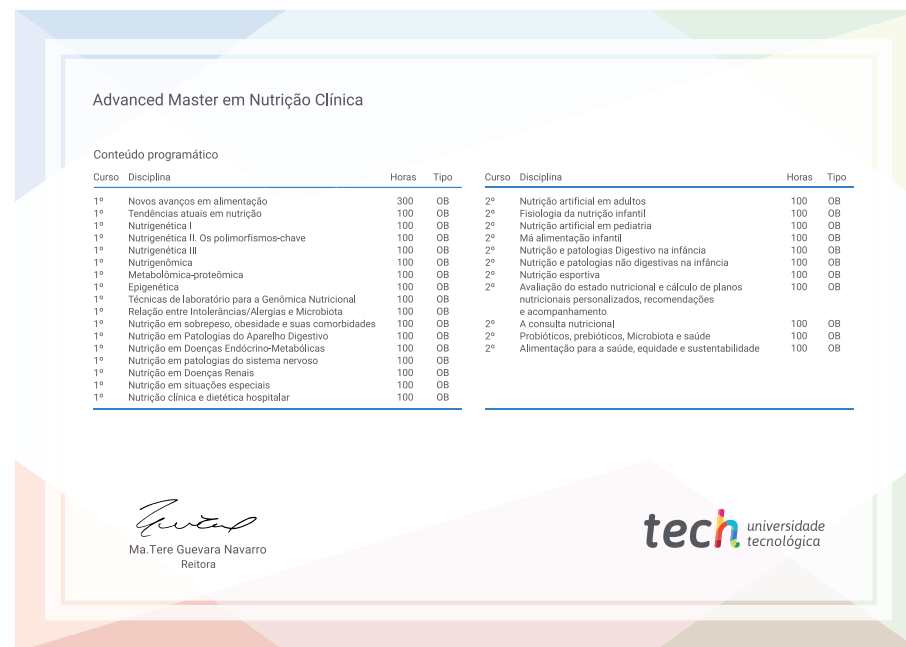 Advanced Master em Nutrição Clínica
Conteúdo programático
Curso Disciplina Horas Tipo
1º Novos avanços em alimentação 300 OB
1º Tendências atuais em nutrição 100 OB
1º Nutrigenética I 100 OB
1º Nutrigenética II. Os polimorfismos-chave 100 OB
1º Nutrigenética III 100 OB
1º Nutrigenômica 100 OB
1º Metabolômica-proteômica 100 OB
1º Epigenética 100 OB
1º Técnicas de laboratório para a Genômica Nutricional 100 OB
1º Relação entre Intolerâncias/Alergias e Microbiota 100 OB
1º Nutrição em sobrepeso, obesidade e suas comorbidades 100 OB
1º Nutrição em Patologias do Aparelho Digestivo 100 OB
1º Nutrição em Doenças Endócrino-Metabólicas 100 OB
1º Nutrição em patologias do sistema nervoso 100 OB
1º Nutrição em Doenças Renais 100 OB
1º Nutrição em situações especiais 100 OB
1º Nutrição clínica e dietética hospitalar 100 OB
Curso Disciplina Horas Tipo
2º Nutrição artificial em adultos 100 OB
2º Fisiologia da nutrição infantil 100 OB
2º Nutrição artificial em pediatria 100 OB
2º Má alimentação infantil 100 OB
2º Nutrição e patologias Digestivo na infância 100 OB
2º Nutrição e patologias não digestivas na infância 100 OB
2º Nutrição esportiva 100 OB
2º Avaliação do estado nutricional e cálculo de planos 100 OB
nutricionais personalizados, recomendações
e acompanhamento
2º A consulta nutricional 100 OB
2º Probióticos, prebióticos, Microbiota e saúde 100 OB
2º Alimentação para a saúde, equidade e sustentabilidade 100 OB
Ma.Tere Guevara Navarro
Reitora
tech universidade
tecnológica